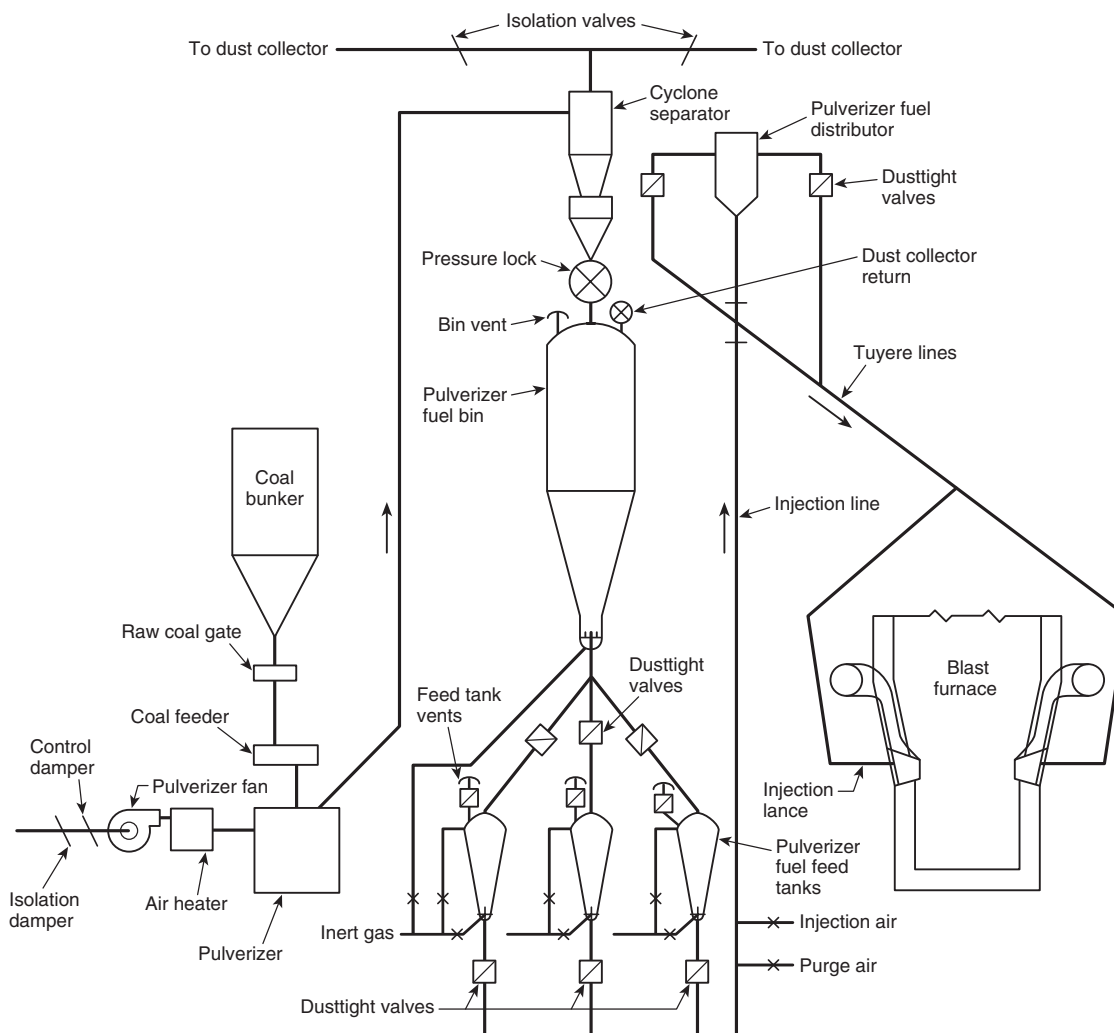 Isolation valves
To dust collector
To dust collector
Cyclone
separator
Pulverizer fuel
distributor
Dusttight
valves
Pressure lock
Dust collector
return
Bin vent
Tuyere lines
Pulverizer
fuel bin
Coal
bunker
Injection line
Raw coal gate
Dusttight
valves
Blast
furnace
Feed tank
vents
Coal feeder
Control
damper
Pulverizer fan
Injection
lance
Pulverizer
fuel feed
tanks
Isolation
damper
Air heater
Pulverizer
Inert gas
Injection air
Purge air
Dusttight valves